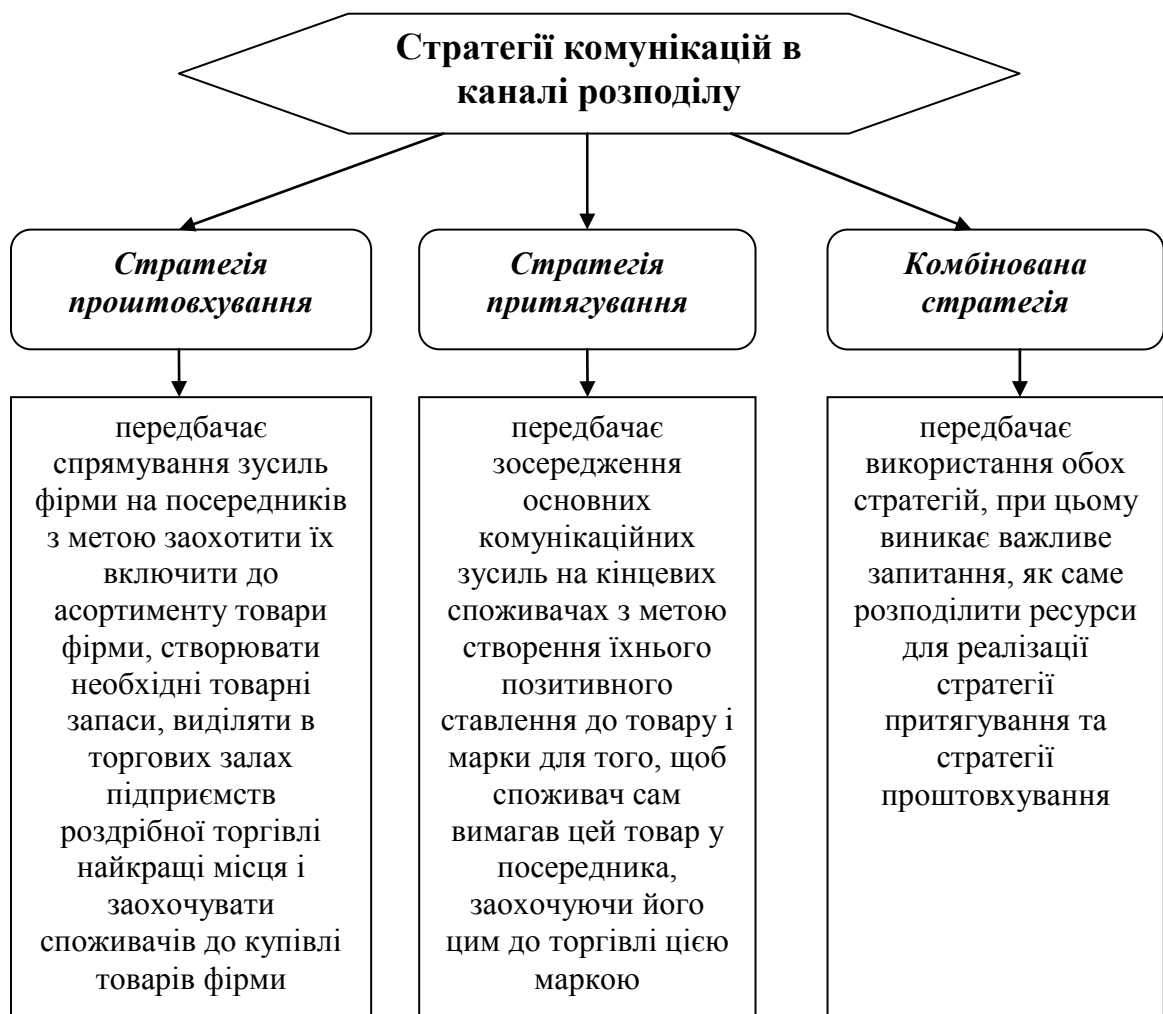 Стратегії комунікацій в
каналі розподілу
Стратегія
проштовхування
Стратегія
притягування
Комбінована
стратегія
передбачає
спрямування зусиль
фірми на посередників
з метою заохотити їх
включити до
асортименту товари
фірми, створювати
необхідні товарні
запаси, виділяти в
торгових залах
підприємств
роздрібної торгівлі
найкращі місця і
заохочувати
споживачів до купівлі
товарів фірми
передбачає
зосередження
основних
комунікаційних
зусиль на кінцевих
споживачах з метою
створення їхнього
позитивного
ставлення до товару і
марки для того, щоб
споживач сам
вимагав цей товар у
посередника,
заохочуючи його
цим до торгівлі цією
маркою
передбачає
використання обох
стратегій, при цьому
виникає важливе
запитання, як саме
розподілити ресурси
для реалізації
стратегії
притягування та
стратегії
проштовхування